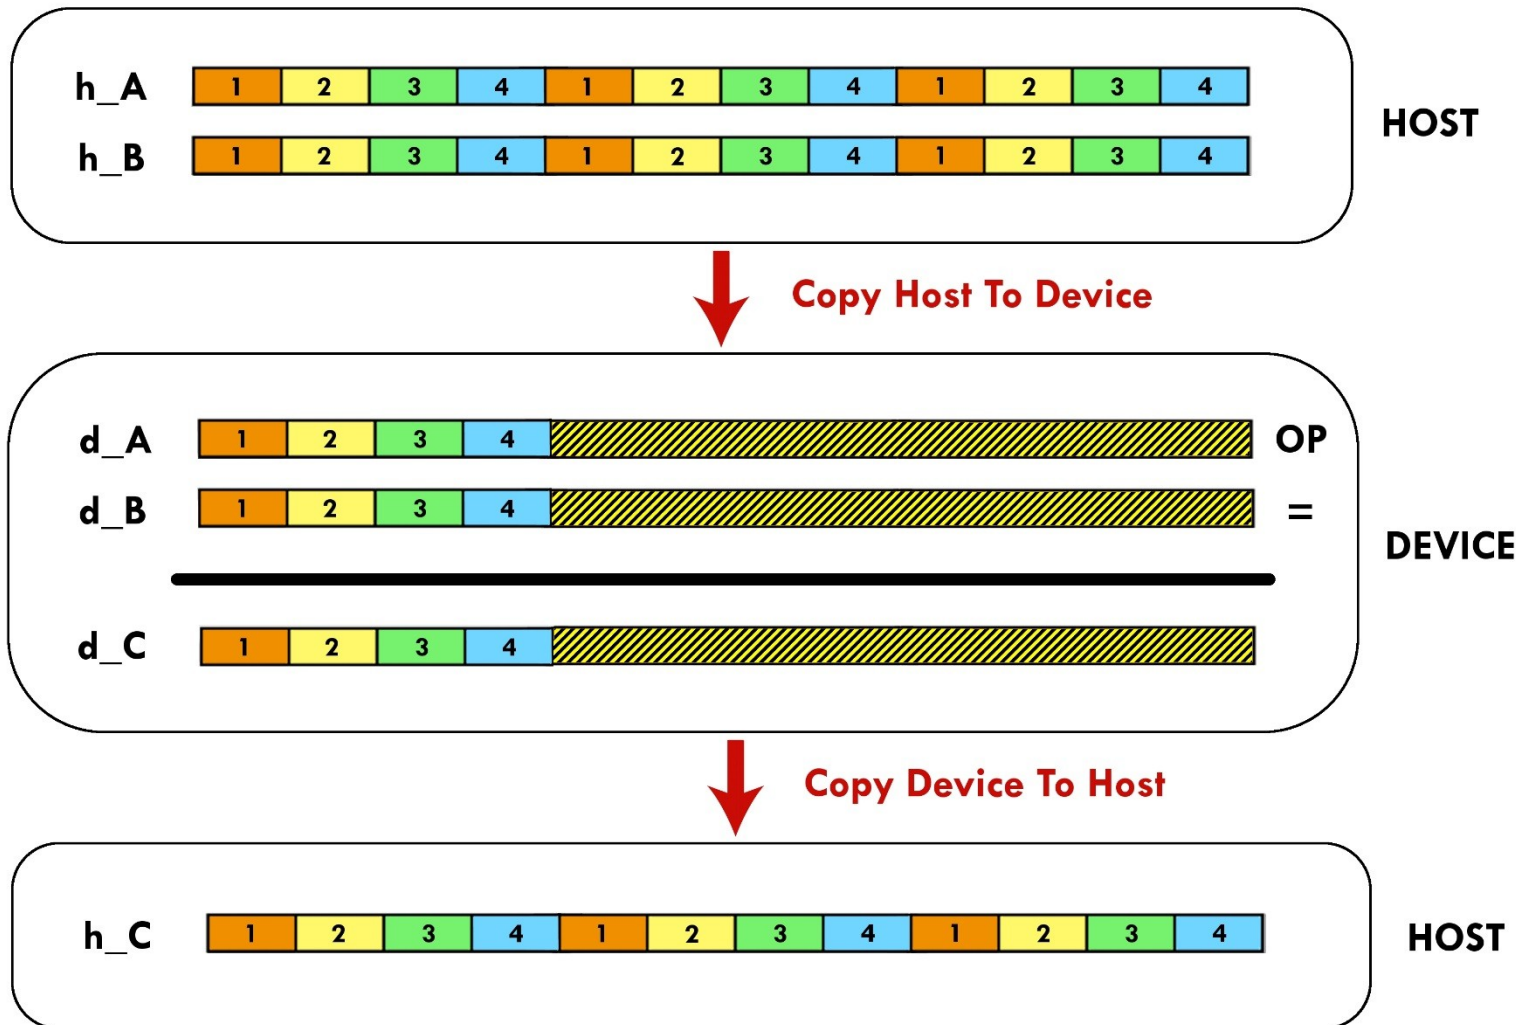 h_A 1 2 3 4 1 2 3 4 1 2 3 4
HOST
h_B 1 2 3 4 1 2 3 4 1 2 3 4
Copy Host To Device
d_A 1 2 3 4 OP
d_B 1 2 3 4 =
DEVICE
d_C 1 2 3 4
Copy Device To Host
h_C 1 2 3 4 1 2 3 4 1 2 3 4
HOST